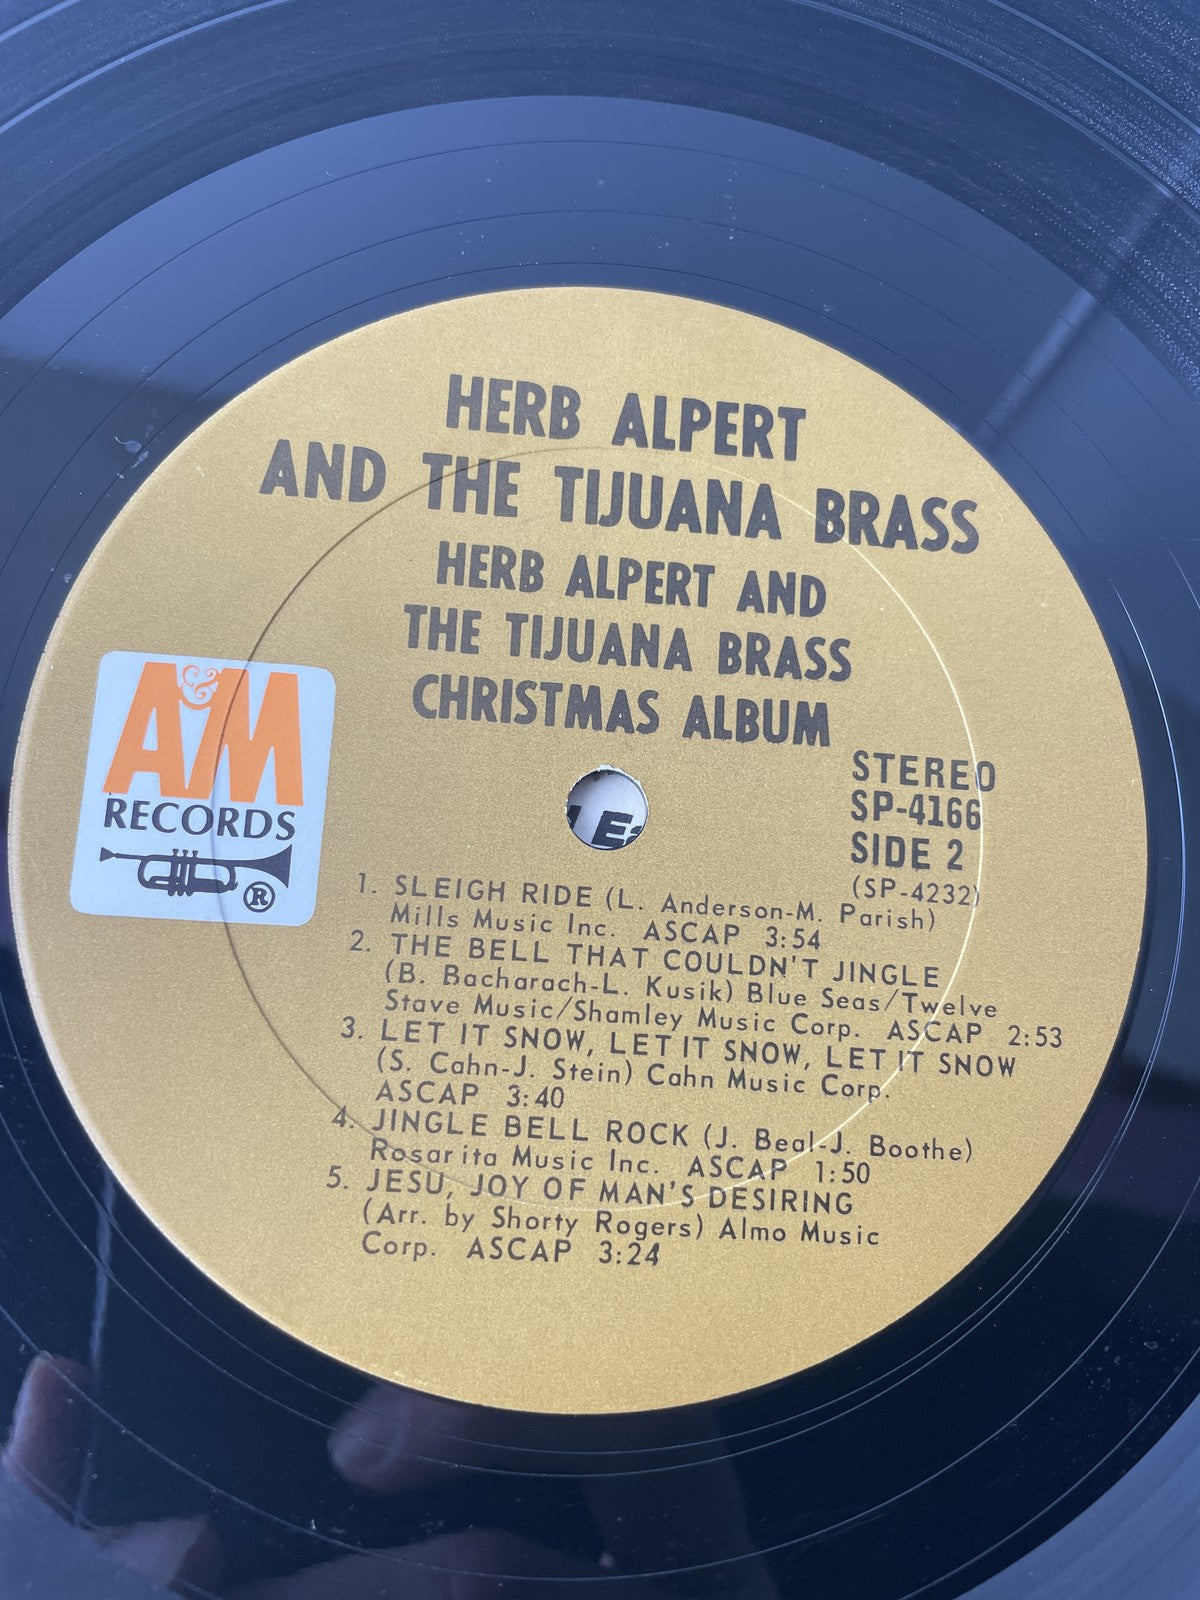 HERB ALPERT
AND THE TIJUANA BRASS
HERB ALPERT AND
THE TIJUANA BRASS
CHRISTMAS ALBUM
A&M
RECORDS
®
STEREO
SP-4166
SIDE 2
(SP-4232)
1. SLEIGH RIDE (L. Anderson-M. Parish)
Mills Music Inc. ASCAP 3:54
2. THE BELL THAT COULDN'T JINGLE
(B. Bacharach-L. Kusik) Blue Seas/Twelve
Stave Music/Shamley Music Corp. ASCAP 2:53
3. LET IT SNOW, LET IT SNOW, LET IT SNOW
(S. Cahn-J. Stein) Cahn Music Corp.
ASCAP 3:40
4. JINGLE BELL ROCK (J. Beal-J. Boothe)
Rosarita Music Inc. ASCAP 1:50
5. JESU, JOY OF MAN'S DESIRING
(Arr. by Shorty Rogers) Almo Music
Corp. ASCAP 3:24